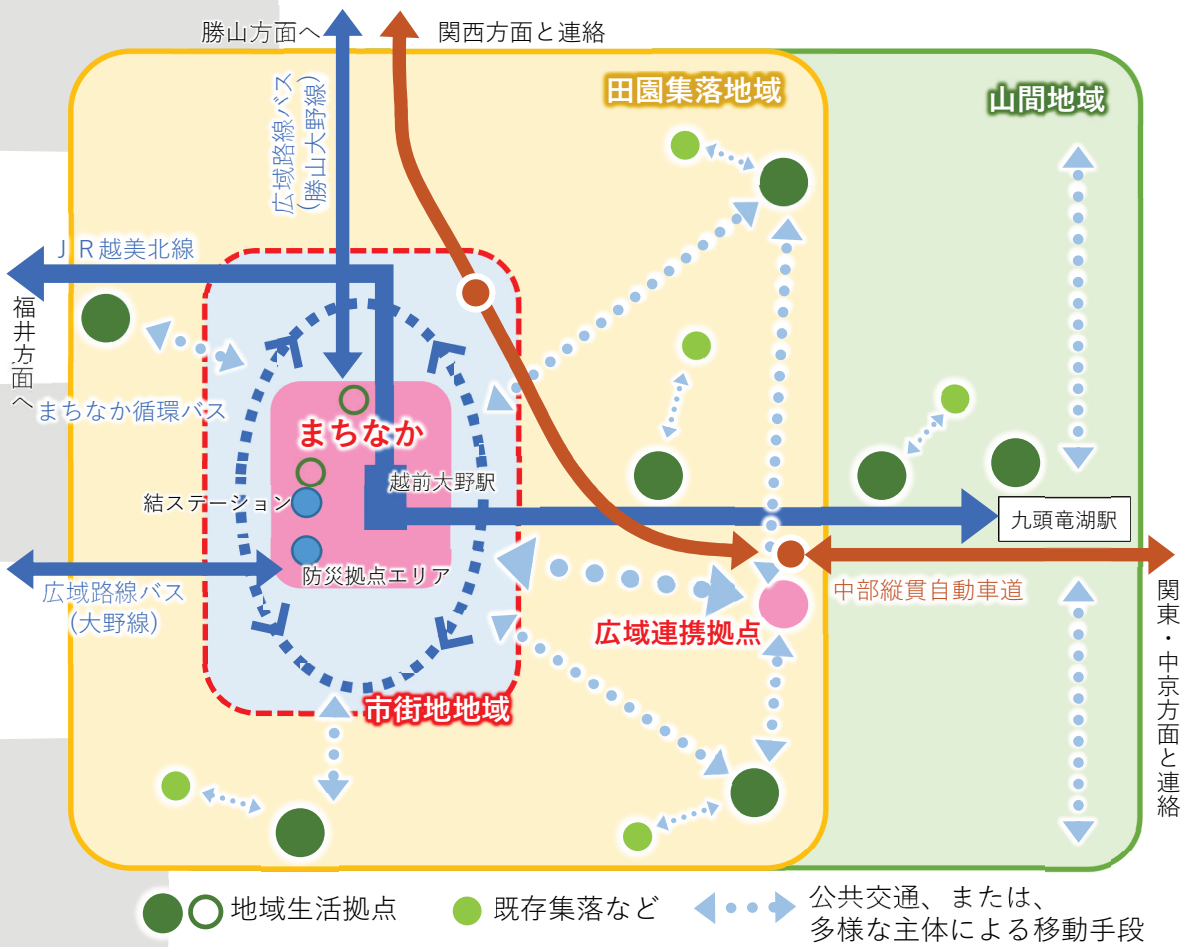 勝山方面へ
関西方面と連絡
田園集落地域
山間地域
広域路線バス
(勝山大野線)
ＪＲ越美北線
福井方面へ
まちなか循環バス
まちなか
越前大野駅
結ステーション
九頭竜湖駅
防災拠点エリア
広域路線バス
(大野線)
中部縦貫自動車道
広域連携拠点
関東・中京方面と連絡
市街地地域
地域生活拠点
既存集落など
公共交通、または、
多様な主体による移動手段